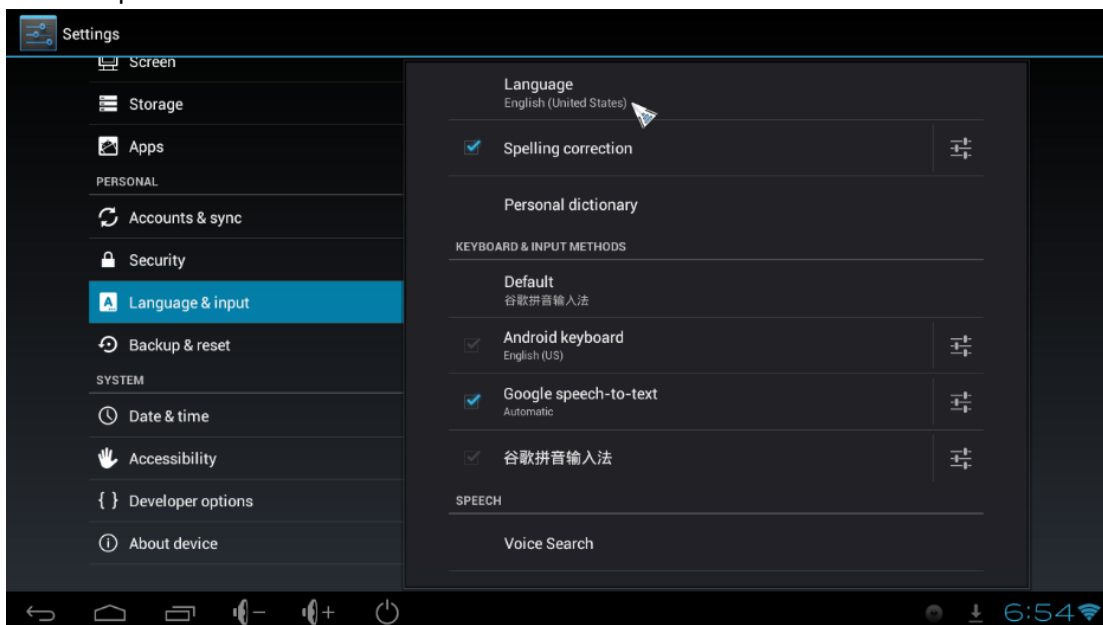 Settings
Screen
Storage
Apps
PERSONAL
Accounts & sync
Security
Language & input
Backup & reset
SYSTEM
Date & time
Accessibility
{ } Developer options
About device
Language
English (United States)
Spelling correction
Personal dictionary
KEYBOARD & INPUT METHODS
Default
谷歌拼音输入法
Android keyboard
English (US)
Google speech-to-text
Automatic
谷歌拼音输入法
SPEECH
Voice Search
6:54